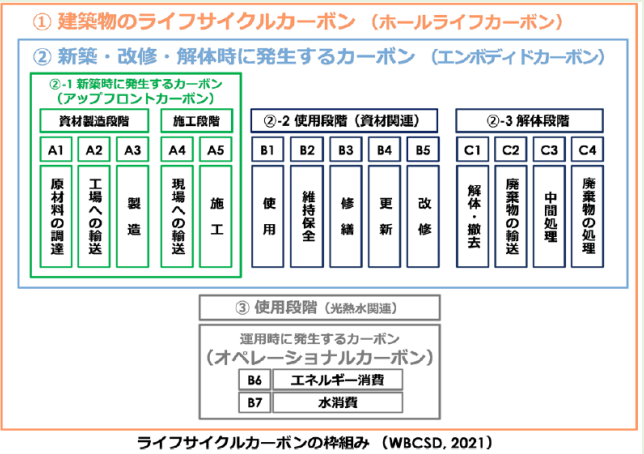 ① 建築物のライフサイクルカーボン （ホールライフカーボン）
② 新築・改修・解体時に発生するカーボン （エンボディドカーボン）
②-1 新築時に発生するカーボン
（アップフロントカーボン）
資材製造段階
施工段階
②-2 使用段階（資材関連）
②-3 解体段階
A1 A2 A3 A4 A5 B1 B2 B3 B4 B5 C1 C2 C3 C4
原材料の調達
工場への輸送
製造
現場への輸送
施工
使用
維持保全
修繕
更新
改修
解体・撤去
廃棄物の輸送
中間処理
廃棄物の処理
③ 使用段階（光熱水関連）
運用時に発生するカーボン
（オペレーショナルカーボン）
B6 エネルギー消費
B7 水消費
ライフサイクルカーボンの枠組み （WBCSD, 2021）